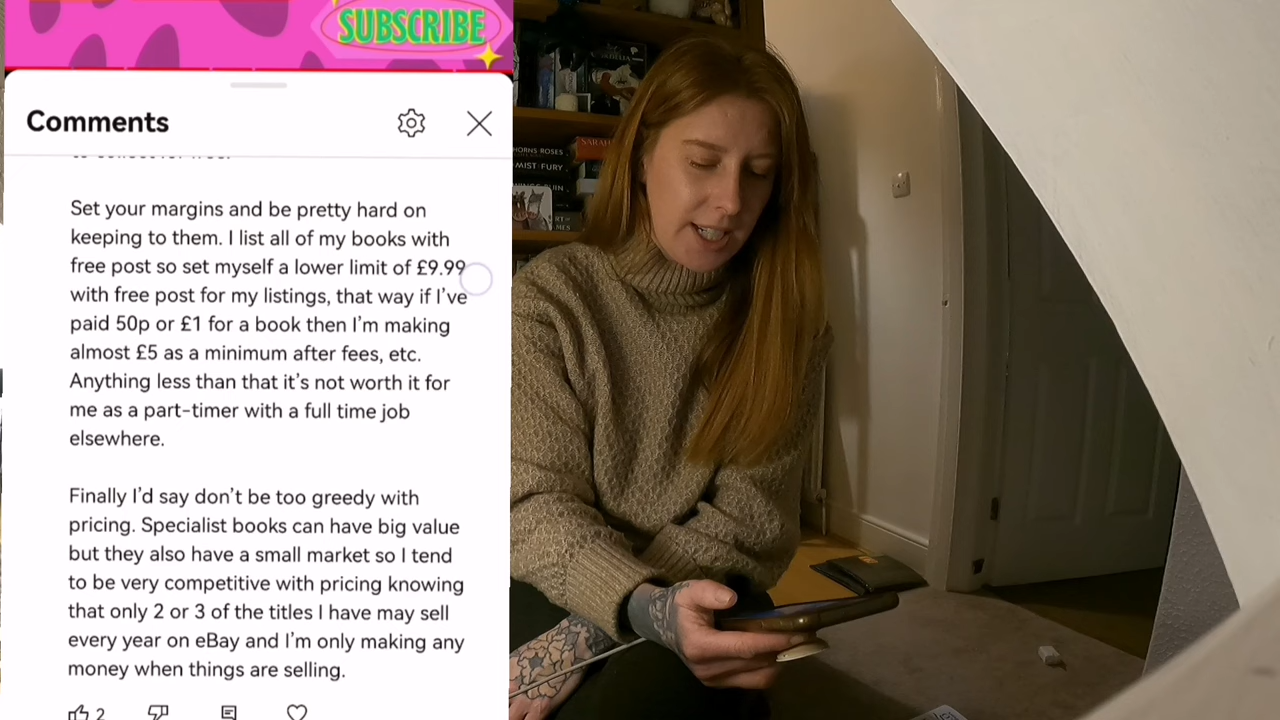 SUBSCRIBE
Comments
Set your margins and be pretty hard on
keeping to them. I list all of my books with
free post so set myself a lower limit of £9.99
with free post for my listings, that way if I've
paid 50p or £1 for a book then I'm making
almost £5 as a minimum after fees, etc.
Anything less than that it's not worth it for
me as a part-timer with a full time job
elsewhere.
Finally I'd say don't be too greedy with
pricing. Specialist books can have big value
but they also have a small market so I tend
to be very competitive with pricing knowing
that only 2 or 3 of the titles I have may sell
every year on eBay and I'm only making any
money when things are selling.
2
SARAH
MIST FURY